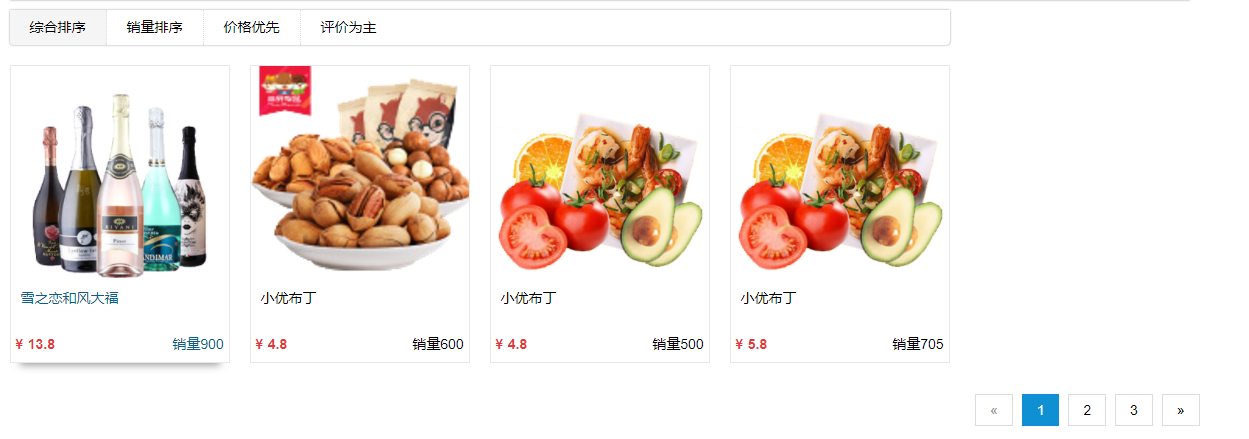 综合排序 销量排序 价格优先 评价为主
RIVANI
雪之恋和风大福 小优布丁 小优布丁 小优布丁
¥ 13.8 销量900 ¥ 4.8 销量600 ¥ 4.8 销量500 ¥ 5.8 销量705
« 1 2 3 »